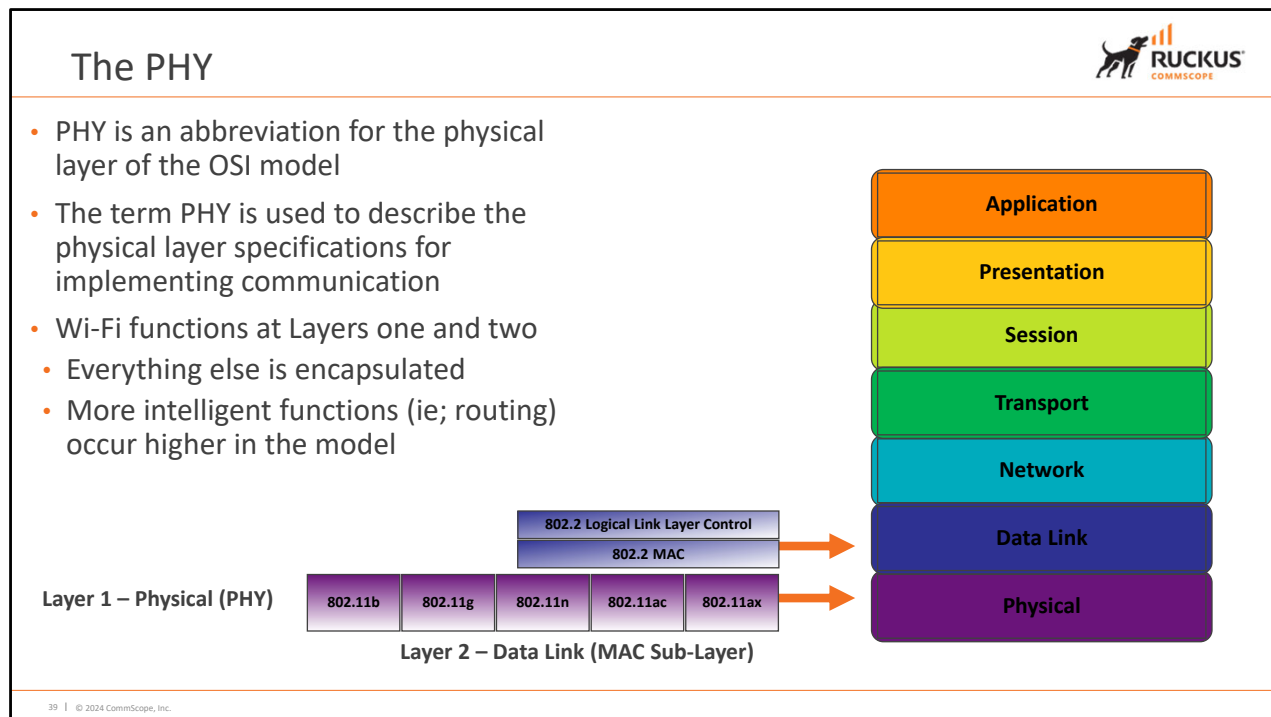 The PHY
RUCKUS
COMMSCOPE
• PHY is an abbreviation for the physical
layer of the OSI model
• The term PHY is used to describe the
physical layer specifications for
implementing communication
• Wi-Fi functions at Layers one and two
• Everything else is encapsulated
• More intelligent functions (ie; routing)
occur higher in the model
Application
Presentation
Session
Transport
Network
Data Link
Physical
802.2 Logical Link Layer Control
802.2 MAC
Layer 1 – Physical (PHY)
802.11b
802.11g
802.11n
802.11ac
802.11ax
Layer 2 – Data Link (MAC Sub-Layer)
39 | © 2024 CommScope, Inc.